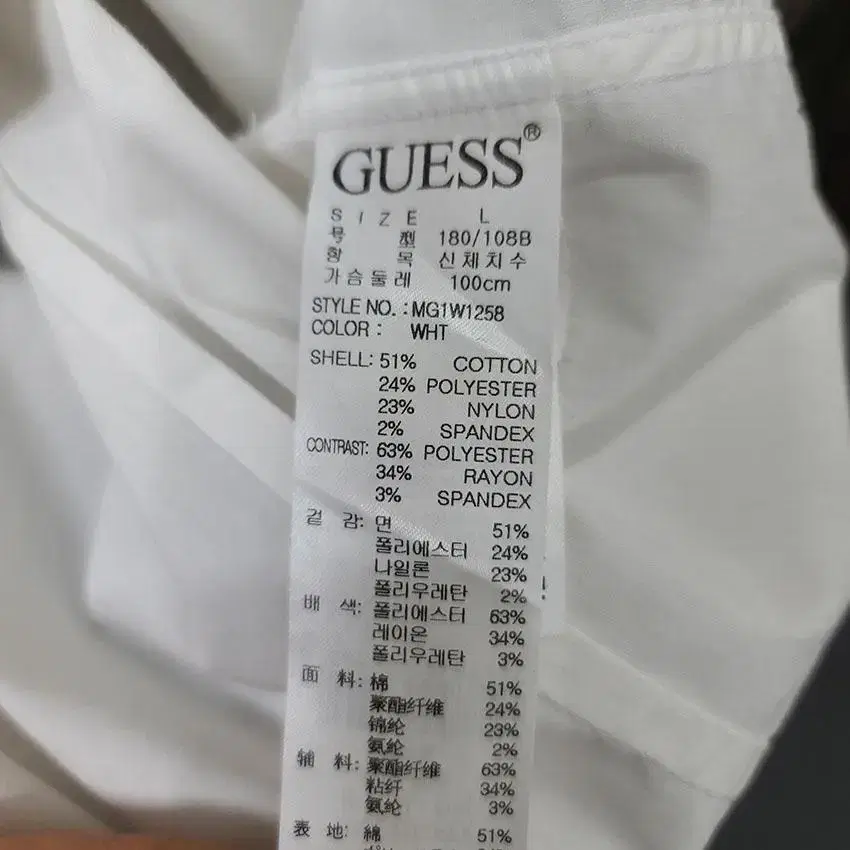 GUESS®
SIZE L
号型 180/108B
항목 신체치수
가슴둘레 100cm
STYLE NO. : MG1W1258
COLOR : WHT
SHELL: 51% COTTON
24% POLYESTER
23% NYLON
2% SPANDEX
CONTRAST: 63% POLYESTER
34% RAYON
3% SPANDEX
겉감: 면 51%
폴리에스터 24%
나일론 23%
폴리우레탄 2%
배색: 폴리에스터 63%
레이온 34%
폴리우레탄 3%
面料: 棉 51%
聚酯纤维 24%
锦纶 23%
氨纶 2%
辅料: 聚酯纤维 63%
粘纤 34%
氨纶 3%
表地: 綿 51%